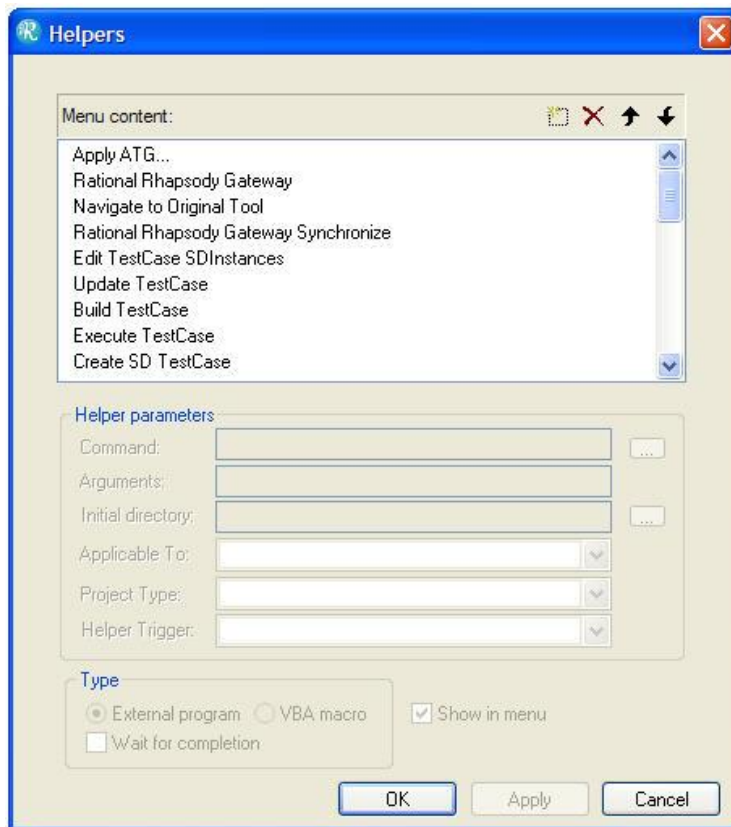 Helpers
Menu content:
Apply ATG...
Rational Rhapsody Gateway
Navigate to Original Tool
Rational Rhapsody Gateway Synchronize
Edit TestCase SDInstances
Update TestCase
Build TestCase
Execute TestCase
Create SD TestCase
Helper parameters
Command:
...
Arguments:
Initial directory:
...
Applicable To:
Project Type:
Helper Trigger:
Type
External program VBA macro Show in menu
Wait for completion
OK Apply Cancel